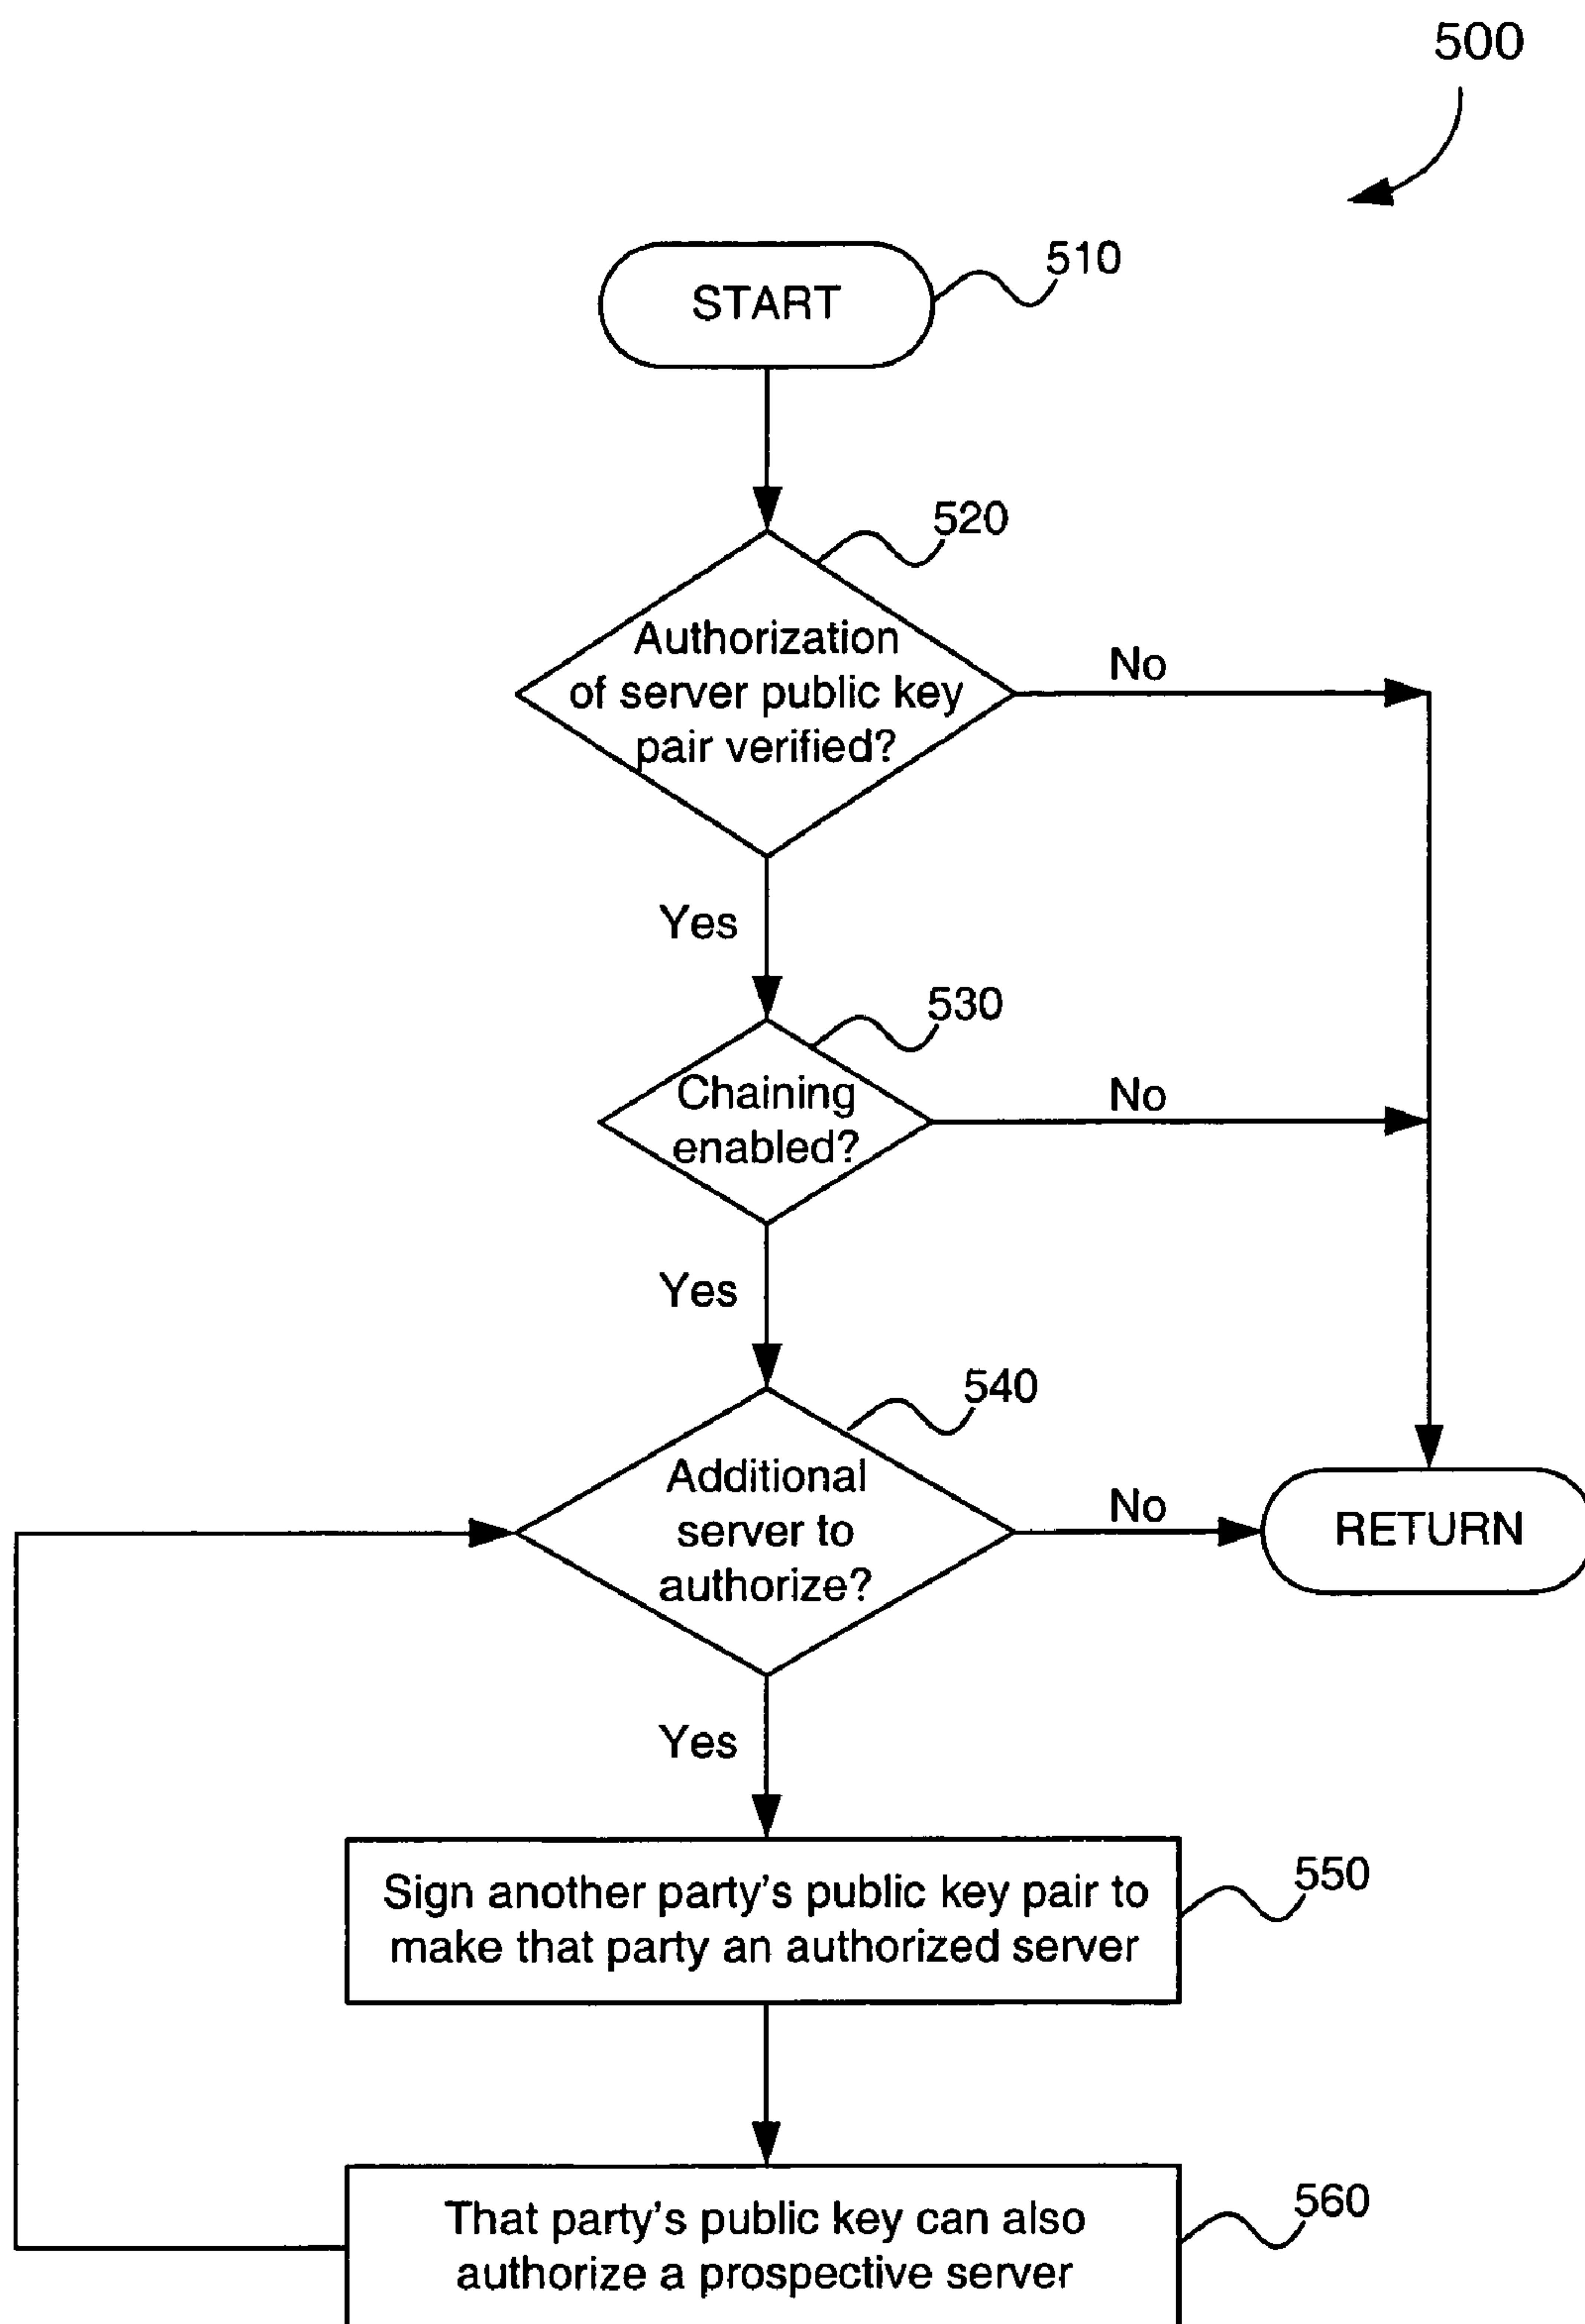 500
START
510
520
Authorization
of server public key
pair verified?
No
Yes
530
Chaining
enabled?
No
Yes
540
Additional
server to
authorize?
No
RETURN
Yes
Sign another party's public key pair to
make that party an authorized server
550
That party's public key can also
authorize a prospective server
560